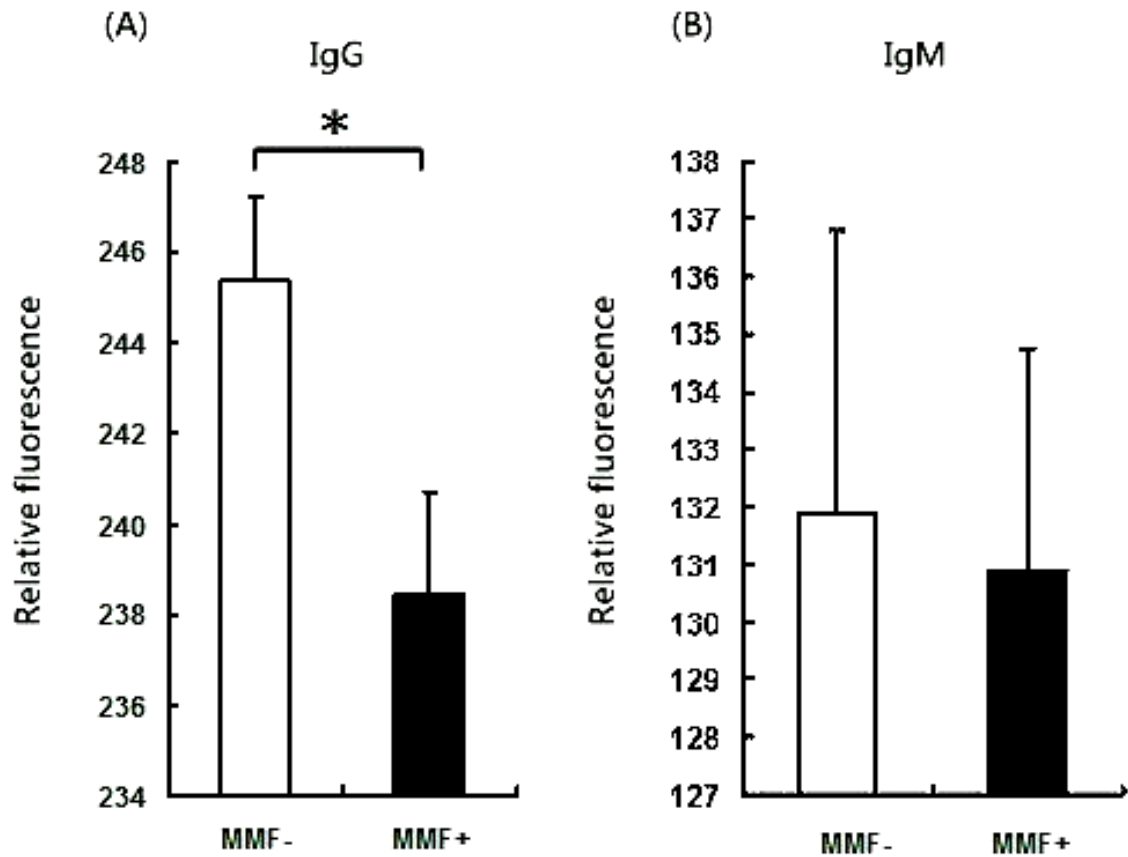 (A)
IgG
*
248
246
244
242
240
238
236
234
Relative fluorescence
MMF-
MMF+
(B)
IgM
138
137
136
135
134
133
132
131
130
129
128
127
Relative fluorescence
MMF-
MMF+